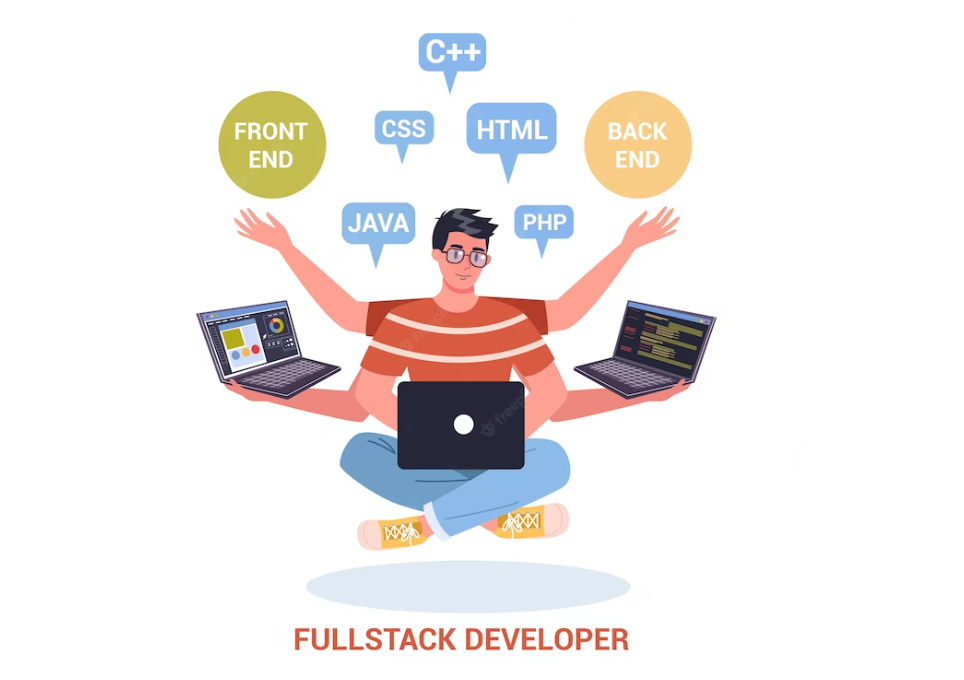 C++
CSS
HTML
FRONT
END
BACK
END
JAVA
PHP
FULLSTACK DEVELOPER